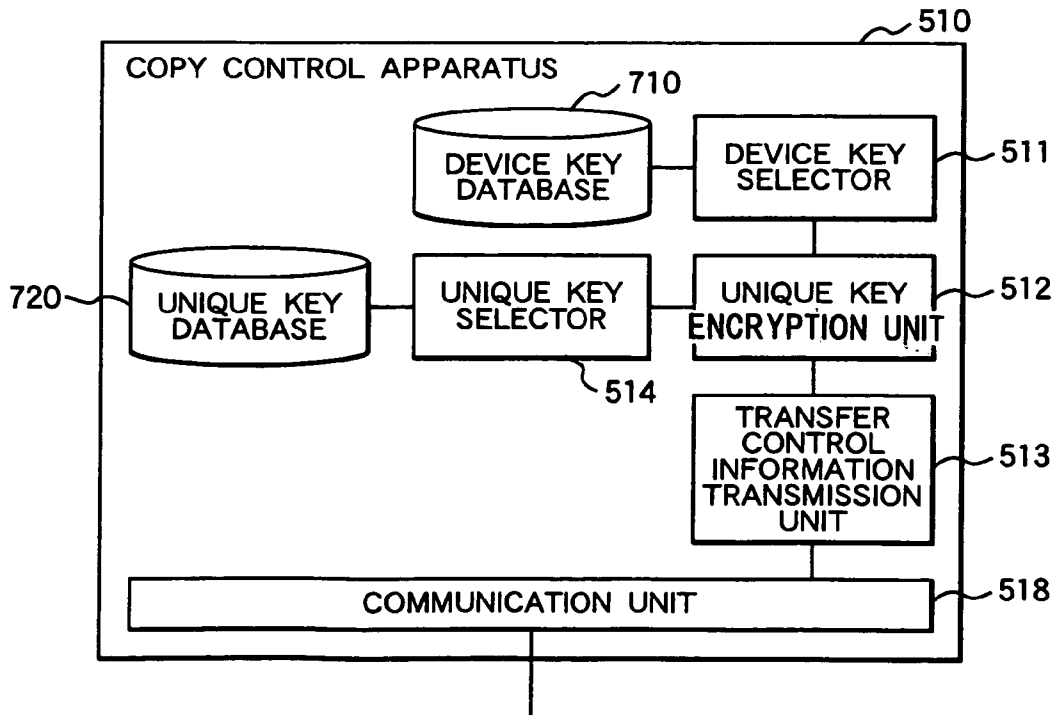 510
COPY CONTROL APPARATUS
710
DEVICE KEY
DATABASE
DEVICE KEY
SELECTOR
511
720
UNIQUE KEY
DATABASE
UNIQUE KEY
SELECTOR
514
UNIQUE KEY
ENCRYPTION UNIT
512
TRANSFER
CONTROL
INFORMATION
TRANSMISSION
UNIT
513
COMMUNICATION UNIT
518